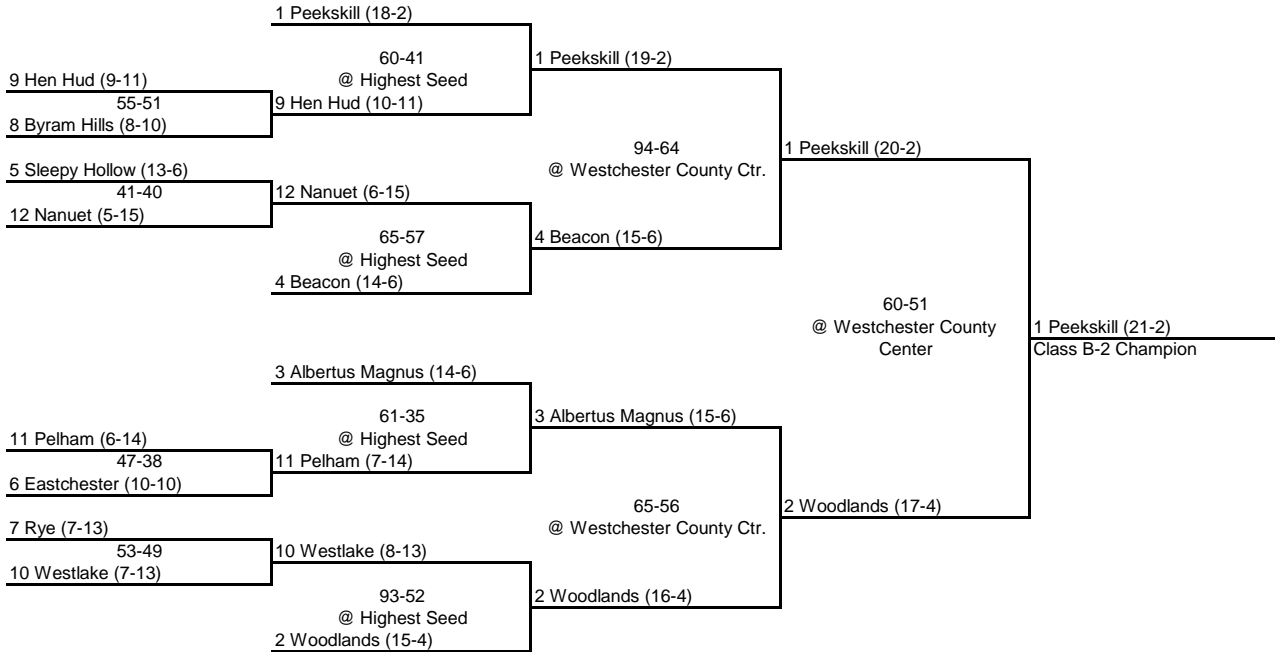 1 Peekskill (18-2)
60-41
@ Highest Seed
1 Peekskill (19-2)
9 Hen Hud (9-11)
55-51
9 Hen Hud (10-11)
8 Byram Hills (8-10)
94-64
@ Westchester County Ctr.
1 Peekskill (20-2)
5 Sleepy Hollow (13-6)
41-40
12 Nanuet (6-15)
12 Nanuet (5-15)
65-57
@ Highest Seed
4 Beacon (15-6)
4 Beacon (14-6)
60-51
@ Westchester County
Center
1 Peekskill (21-2)
Class B-2 Champion
3 Albertus Magnus (14-6)
61-35
@ Highest Seed
3 Albertus Magnus (15-6)
11 Pelham (6-14)
47-38
11 Pelham (7-14)
6 Eastchester (10-10)
65-56
@ Westchester County Ctr.
2 Woodlands (17-4)
7 Rye (7-13)
53-49
10 Westlake (8-13)
10 Westlake (7-13)
93-52
@ Highest Seed
2 Woodlands (16-4)
2 Woodlands (15-4)